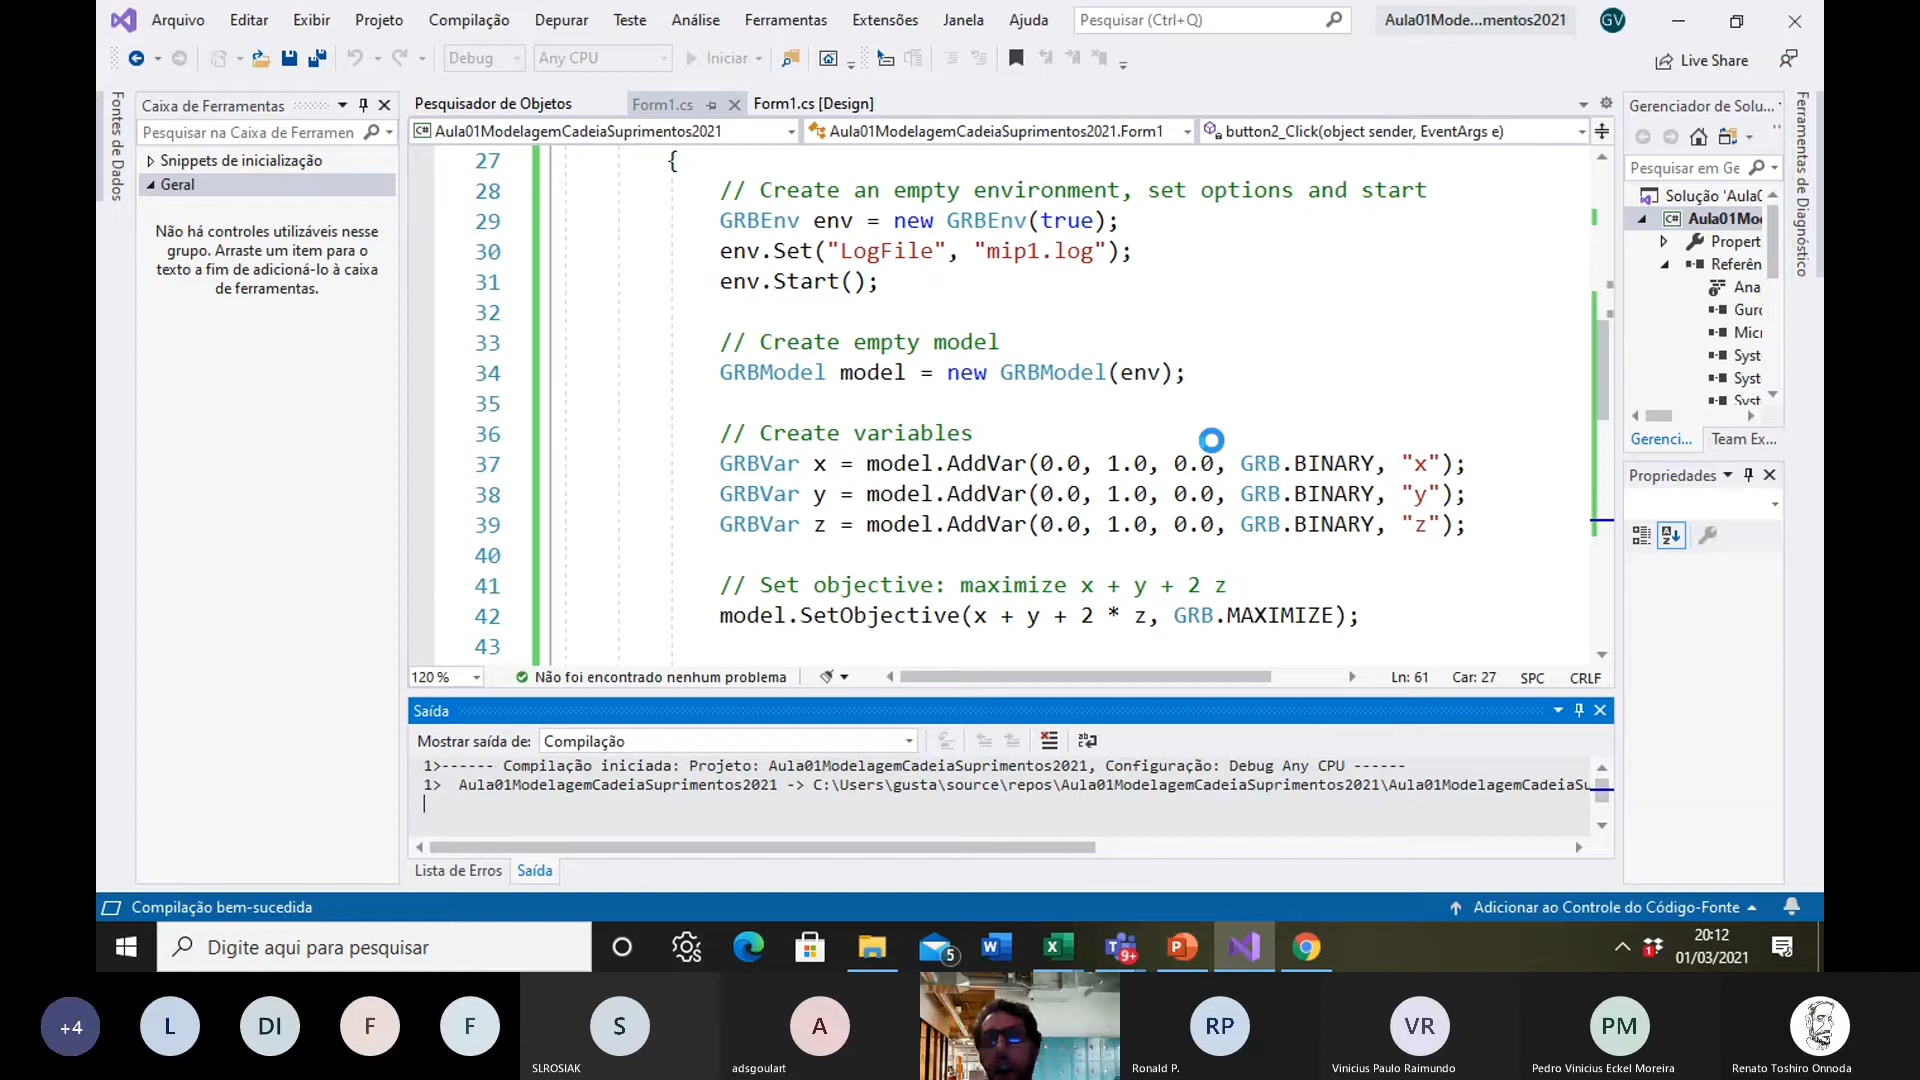 Arquivo Editar Exibir Projeto Compilação Depurar Teste Análise Ferramentas Extensões Janela Ajuda Pesquisar (Ctrl+Q) Aula01Mode...mentos2021 GV
Debug Any CPU Iniciar Live Share
Fontes de Dados
Caixa de Ferramentas
Pesquisar na Caixa de Ferramen
Snippets de inicialização
Geral
Não há controles utilizáveis nesse
grupo. Arraste um item para o
texto a fim de adicioná-lo à caixa
de ferramentas.
Pesquisador de Objetos Form1.cs Form1.cs [Design]
C# Aula01ModelagemCadeiaSuprimentos2021 Aula01ModelagemCadeiaSuprimentos2021.Form1 button2_Click(object sender, EventArgs e)
27 {
28 // Create an empty environment, set options and start
29 GRBEnv env = new GRBEnv(true);
30 env.Set("LogFile", "mip1.log");
31 env.Start();
32
33 // Create empty model
34 GRBModel model = new GRBModel(env);
35
36 // Create variables
37 GRBVar x = model.AddVar(0.0, 1.0, 0.0, GRB.BINARY, "x");
38 GRBVar y = model.AddVar(0.0, 1.0, 0.0, GRB.BINARY, "y");
39 GRBVar z = model.AddVar(0.0, 1.0, 0.0, GRB.BINARY, "z");
40
41 // Set objective: maximize x + y + 2 z
42 model.SetObjective(x + y + 2 * z, GRB.MAXIMIZE);
43
120 % Não foi encontrado nenhum problema Ln: 61 Car: 27 SPC CRLF
Saída
Mostrar saída de: Compilação
1>------ Compilação iniciada: Projeto: Aula01ModelagemCadeiaSuprimentos2021, Configuração: Debug Any CPU ------
1> Aula01ModelagemCadeiaSuprimentos2021 -> C:\Users\gusta\source\repos\Aula01ModelagemCadeiaSuprimentos2021\Aula01ModelagemCadeiaSu
Lista de Erros Saída
Gerenciador de Solu...
Pesquisar em Ge
Solução 'Aula0
C# Aula01Mo
Propert
Referên
Ana
Guro
Micr
Syst
Syst
Syst
Gerenci... Team Ex...
Propriedades
Ferramentas de Diagnóstico
Compilação bem-sucedida Adicionar ao Controle do Código-Fonte
Digite aqui para pesquisar 5 9+ 1 20:12
01/03/2021
+4 L DI F F S A RP VR PM
SLROSIAK adsgoulart Ronald P. Vinicius Paulo Raimundo Pedro Vinicius Eckel Moreira Renato Toshiro Onnoda